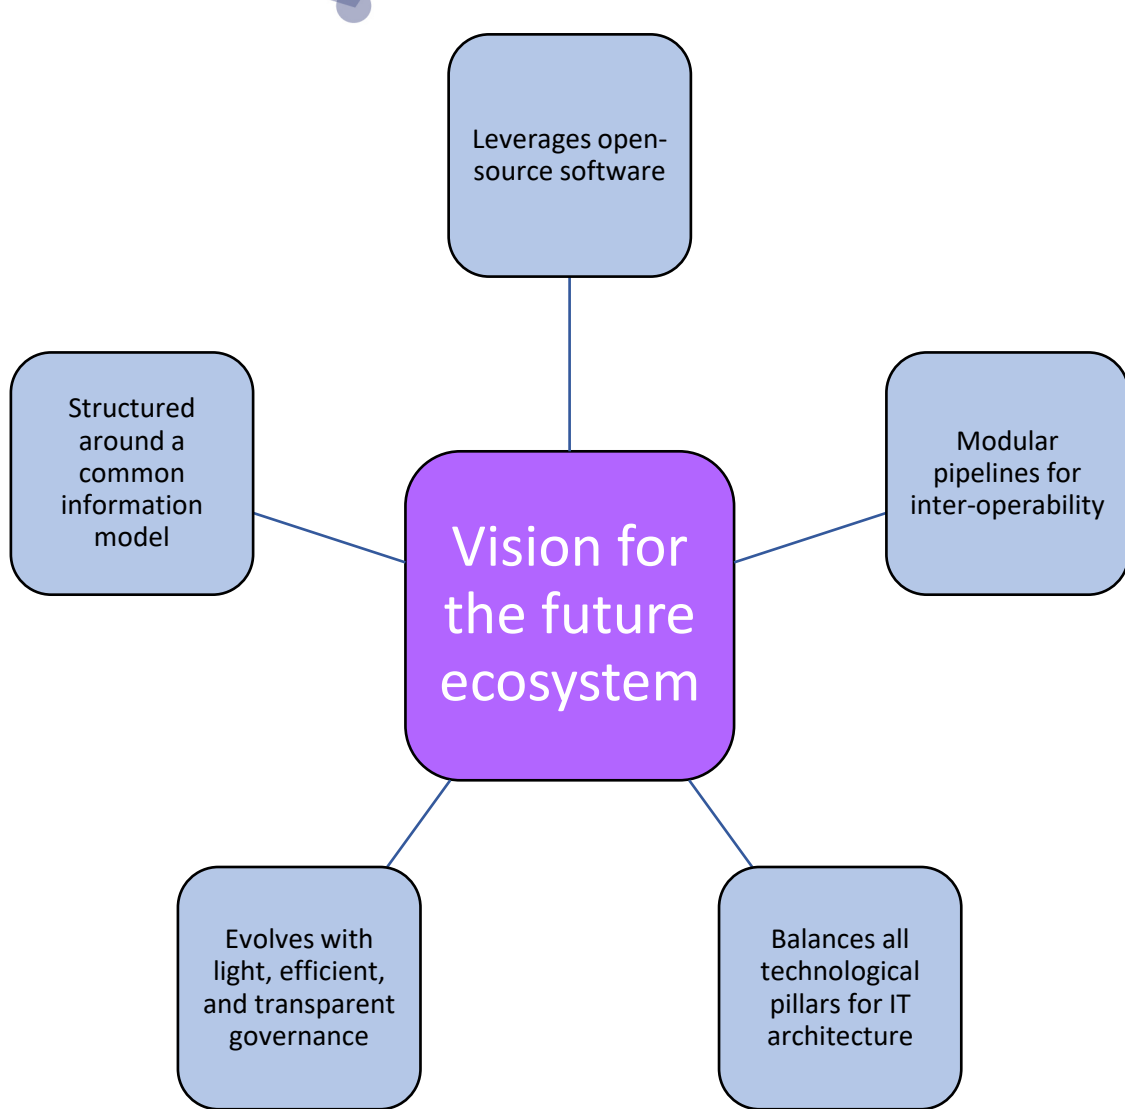 Leverages open-
source software
Structured
around a
common
information
model
Modular
pipelines for
inter-operability
Vision for
the future
ecosystem
Evolves with
light, efficient,
and transparent
governance
Balances all
technological
pillars for IT
architecture